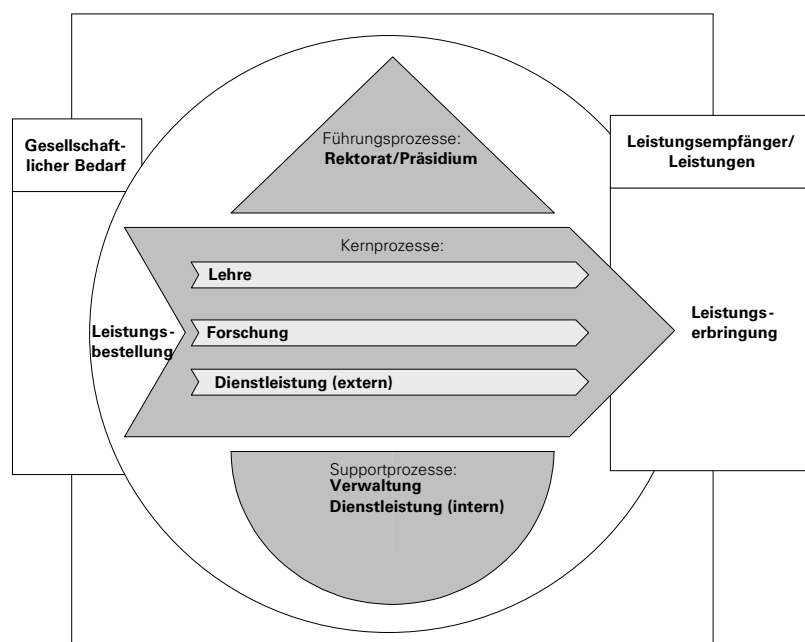 Gesellschaft-
licher Bedarf
Führungsprozesse:
Rektorat/Präsidium
Leistungsempfänger/
Leistungen
Kernprozesse:
Lehre
Leistungs-
bestellung
Forschung
Dienstleistung (extern)
Leistungs-
erbringung
Supportprozesse:
Verwaltung
Dienstleistung (intern)